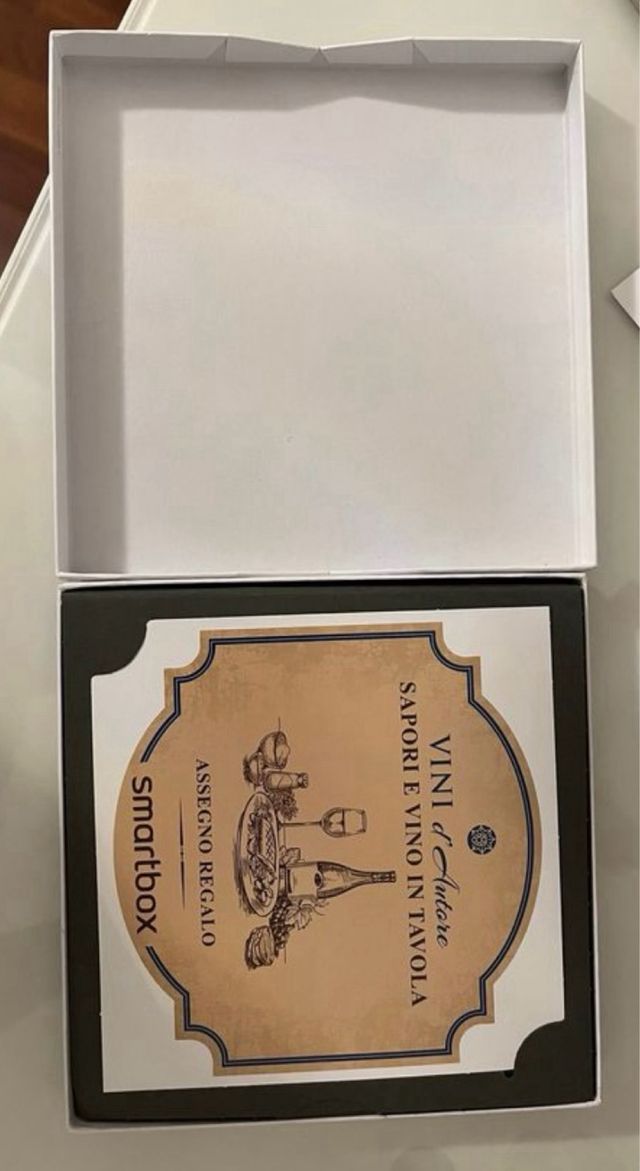 VINI d'Autore
SAPORI E VINO IN TAVOLA
ASSEGNO REGALO
smartbox